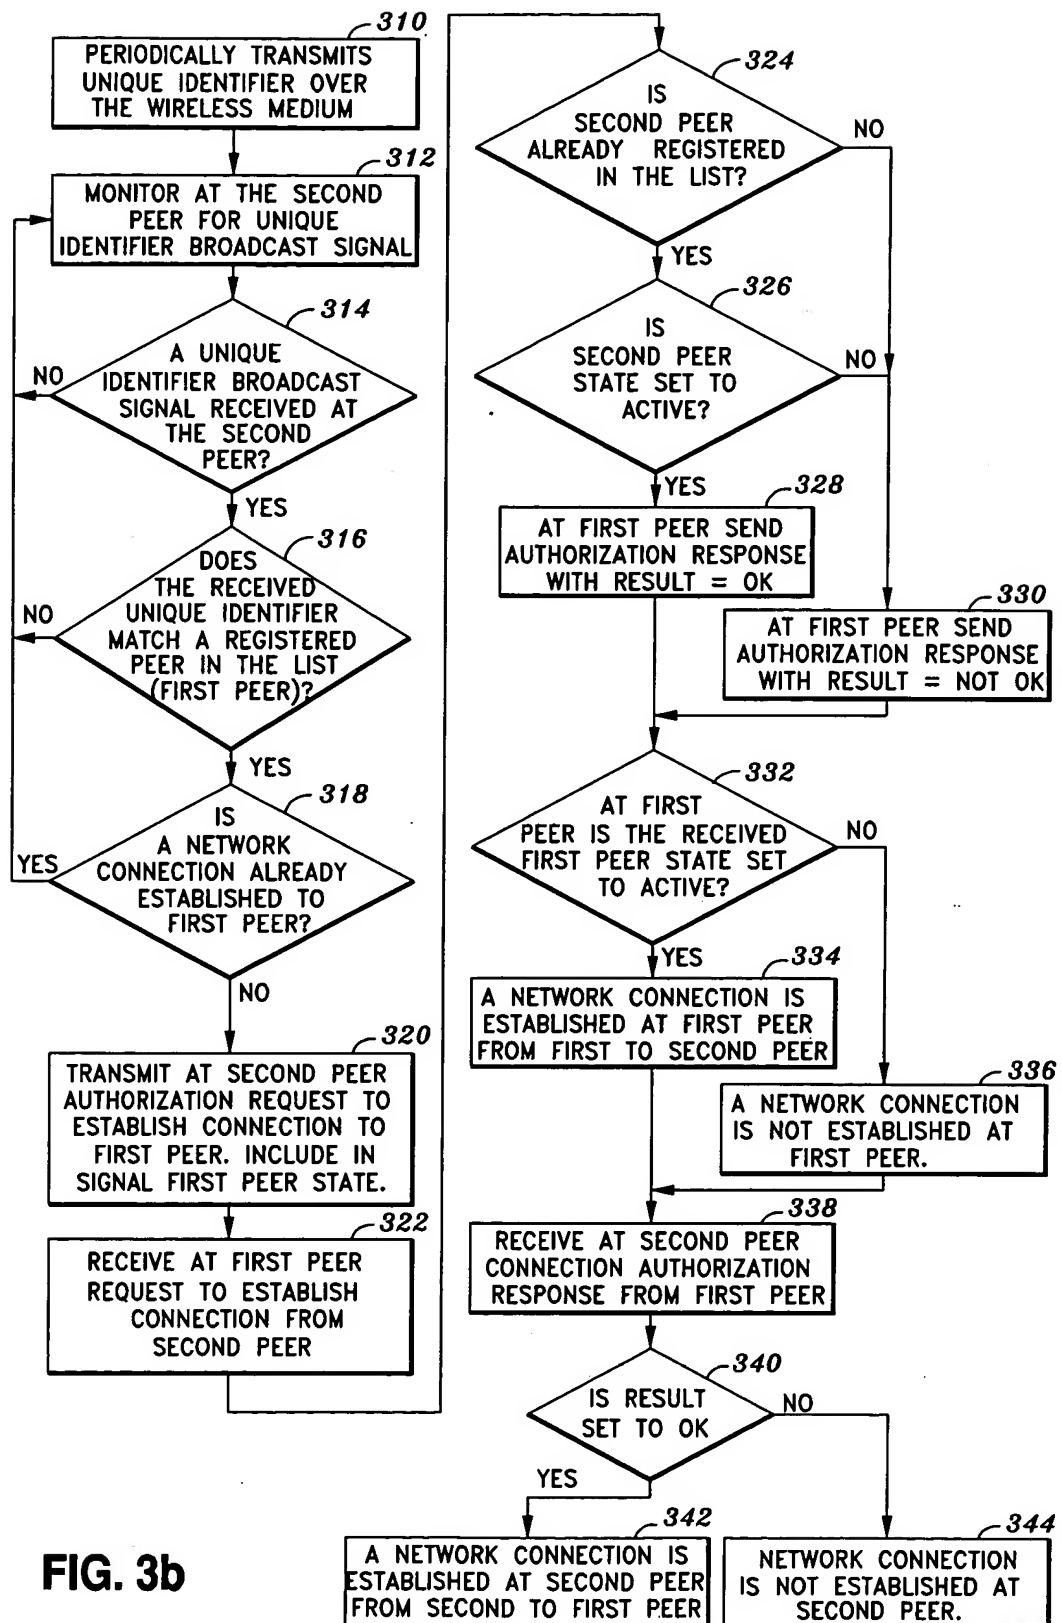 310
PERIODICALLY TRANSMITS
UNIQUE IDENTIFIER OVER
THE WIRELESS MEDIUM
312
MONITOR AT THE SECOND
PEER FOR UNIQUE
IDENTIFIER BROADCAST SIGNAL
314
A UNIQUE
IDENTIFIER BROADCAST
SIGNAL RECEIVED AT
THE SECOND
PEER?
NO
YES
316
DOES
THE RECEIVED
UNIQUE IDENTIFIER
MATCH A REGISTERED
PEER IN THE LIST
(FIRST PEER)?
NO
YES
318
IS
A NETWORK
CONNECTION ALREADY
ESTABLISHED TO
FIRST PEER?
YES
NO
320
TRANSMIT AT SECOND PEER
AUTHORIZATION REQUEST TO
ESTABLISH CONNECTION TO
FIRST PEER. INCLUDE IN
SIGNAL FIRST PEER STATE.
322
RECEIVE AT FIRST PEER
REQUEST TO ESTABLISH
CONNECTION FROM
SECOND PEER
324
IS
SECOND PEER
ALREADY REGISTERED
IN THE LIST?
NO
YES
326
IS
SECOND PEER
STATE SET TO
ACTIVE?
NO
YES
328
AT FIRST PEER SEND
AUTHORIZATION RESPONSE
WITH RESULT = OK
330
AT FIRST PEER SEND
AUTHORIZATION RESPONSE
WITH RESULT = NOT OK
332
AT FIRST
PEER IS THE RECEIVED
FIRST PEER STATE SET
TO ACTIVE?
NO
YES
334
A NETWORK CONNECTION IS
ESTABLISHED AT FIRST PEER
FROM FIRST TO SECOND PEER
336
A NETWORK CONNECTION
IS NOT ESTABLISHED AT
FIRST PEER.
338
RECEIVE AT SECOND PEER
CONNECTION AUTHORIZATION
RESPONSE FROM FIRST PEER
340
IS RESULT
SET TO OK
NO
YES
342
A NETWORK CONNECTION IS
ESTABLISHED AT SECOND PEER
FROM SECOND TO FIRST PEER
344
NETWORK CONNECTION
IS NOT ESTABLISHED AT
SECOND PEER.
FIG. 3b